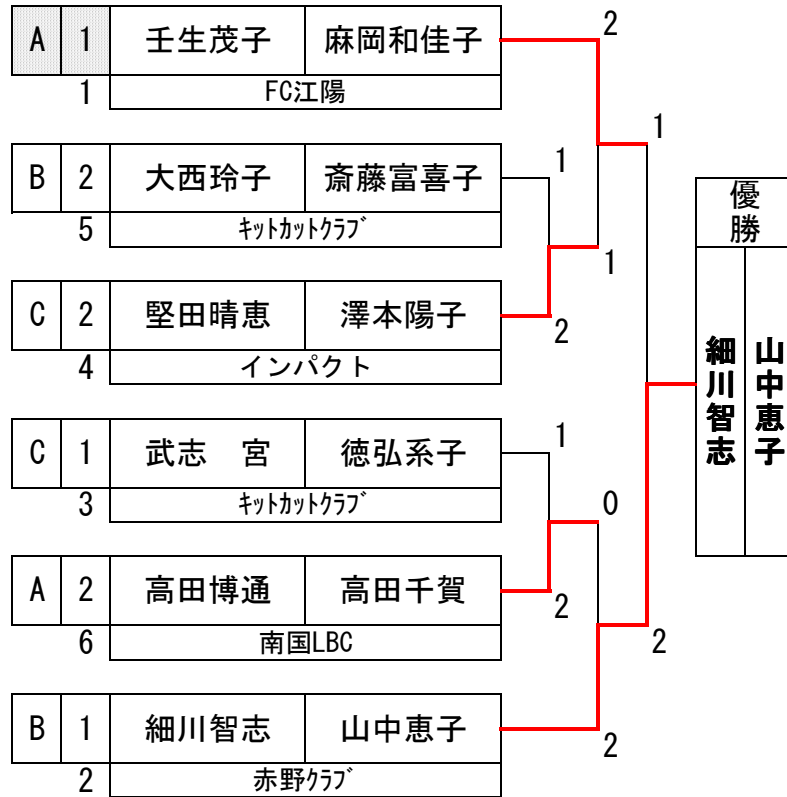 A 1 壬生茂子 麻岡和佳子 2
1 FC江陽
1
B 2 大西玲子 斎藤富喜子 1
5 ｷｯﾄｶｯﾄｸﾗﾌﾞ
1
C 2 堅田晴恵 澤本陽子 2
4 インパクト
C 1 武志 宮 徳弘系子 1
3 ｷｯﾄｶｯﾄｸﾗﾌﾞ
0
A 2 高田博通 高田千賀 2
6 南国LBC
2
B 1 細川智志 山中恵子 2
2 赤野ｸﾗﾌﾞ
優勝
山中恵子
細川智志